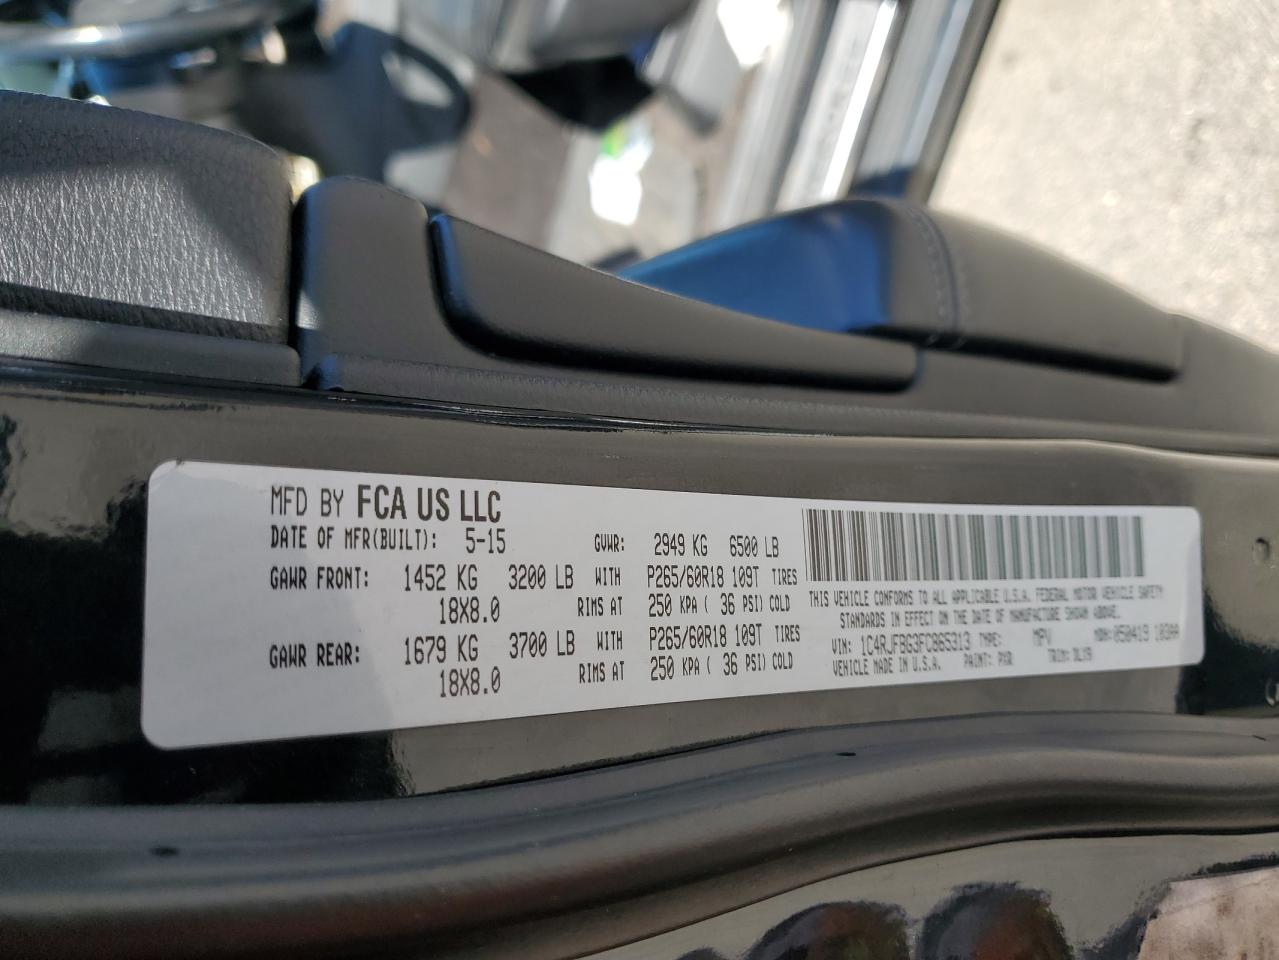 MFD BY FCA US LLC
DATE OF MFR(BUILT): 5-15 GVWR: 2949 KG 6500 LB
GAWR FRONT: 1452 KG 3200 LB WITH P265/60R18 109T TIRES
18X8.0 RIMS AT 250 KPA ( 36 PSI) COLD
GAWR REAR: 1679 KG 3700 LB WITH P265/60R18 109T TIRES
18X8.0 RIMS AT 250 KPA ( 36 PSI) COLD
THIS VEHICLE CONFORMS TO ALL APPLICABLE U.S.A. FEDERAL MOTOR VEHICLE SAFETY
STANDARDS IN EFFECT ON THE DATE OF MANUFACTURE SHOWN ABOVE.
VIN: 1C4RJFBG3FC865313 TYPE: MPV MDH: 050419 
VEHICLE MADE IN U.S.A. PAINT: PXR TRIM: DLX9